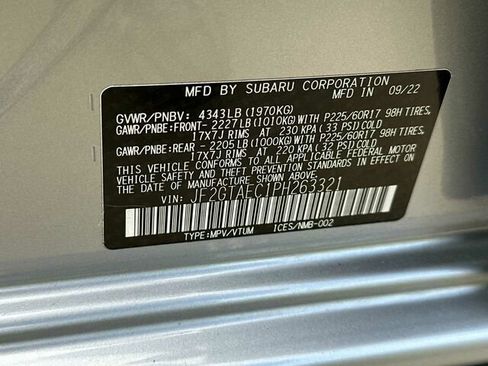 MFD BY SUBARU CORPORATION
MFD IN 09/22
GVWR/PNBV: 4343LB (1970KG)
GAWR/PNBE:FRONT- 2227LB (1010KG) WITH P225/60R17 98H TIRES,
17X7J RIMS AT 230 KPA (33 PSI) COLD
GAWR/PNBE:REAR - 2205LB (1000KG) WITH P225/60R17 98H TIRES,
17X7J RIMS AT 220 KPA (32 PSI) COLD
THIS VEHICLE CONFORMS TO ALL APPLICABLE FEDERAL MOTOR
VEHICLE SAFETY AND THEFT PREVENTION STANDARDS IN EFFECT
ON THE DATE OF MANUFACTURE SHOWN ABOVE.
VIN: JF2GTAEC1PH263321
TYPE:MPV/VTUM ICES/NMB-002